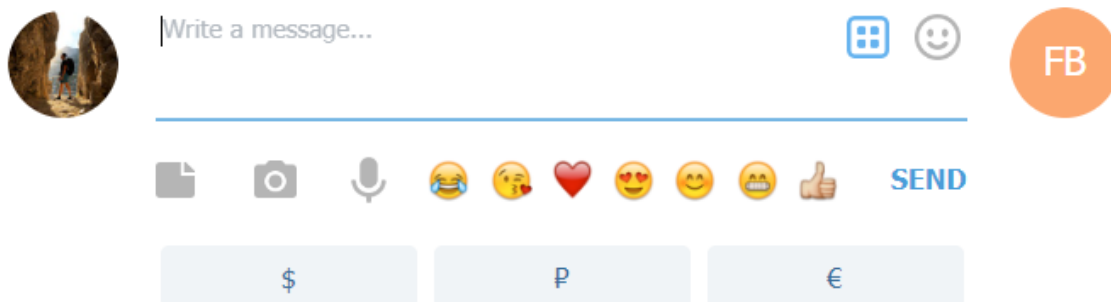 Write a message...
FB
SEND
$ ₽ €